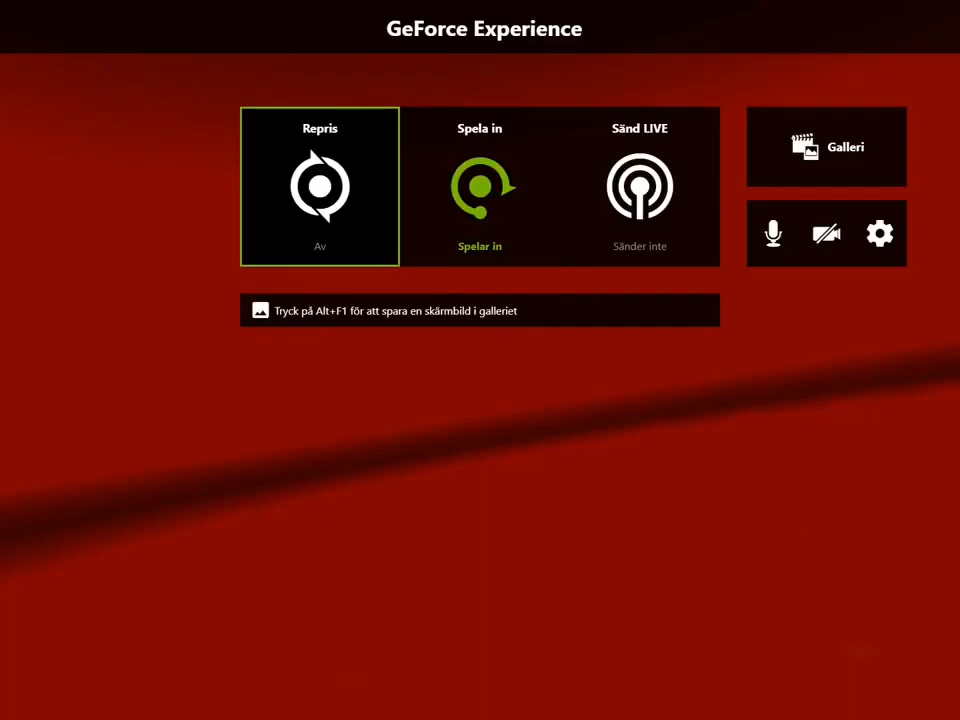 GeForce Experience
Repris
Av
Spela in
Spelar in
Sänd LIVE
Sänder inte
Galleri
Tryck på Alt+F1 för att spara en skärmbild i galleriet